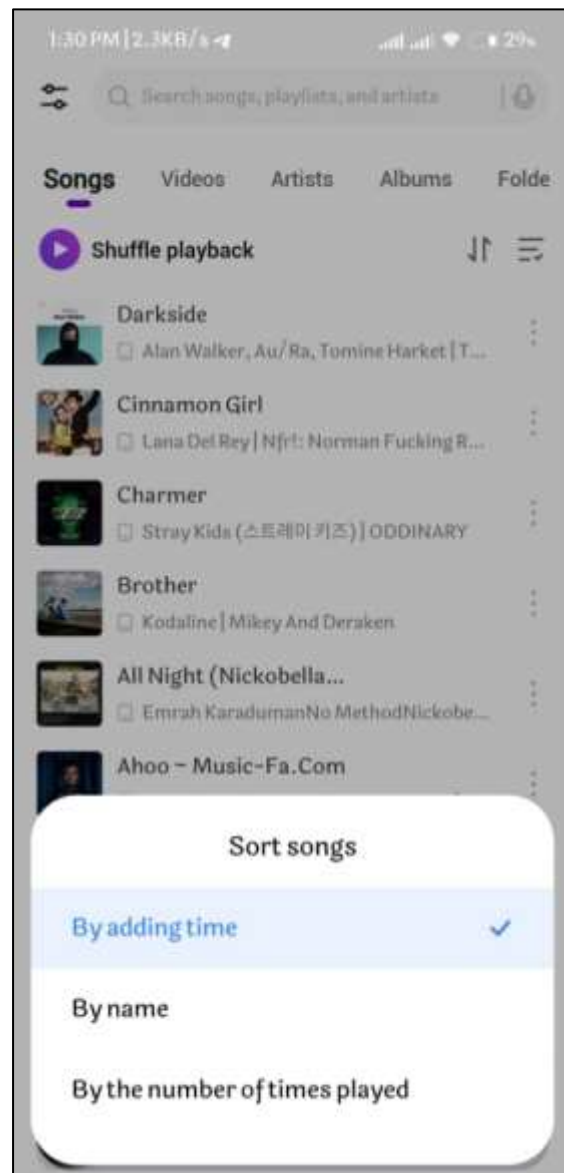 1:30 PM | 2.3KB/s
29%
Search songs, playlists, and artists
Songs Videos Artists Albums Folde
Shuffle playback
Darkside
Alan Walker, Au/Ra, Tomine Harket | T...
Cinnamon Girl
Lana Del Rey | Nfr!: Norman Fucking R...
Charmer
Stray Kids (스트레이 키즈) | ODDINARY
Brother
Kodaline | Mikey And Deraken
All Night (Nickobella...
Emrah KaradumanNo MethodNickobe...
Ahoo - Music-Fa.Com
Sort songs
By adding time
By name
By the number of times played